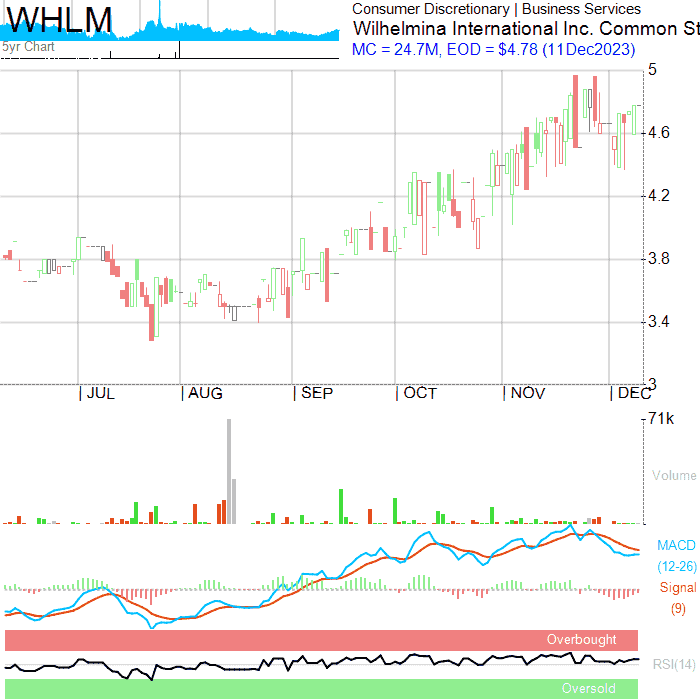 WHLM
5yr Chart
Consumer Discretionary | Business Services
Wilhelmina International Inc. Common St
MC = 24.7M, EOD = $4.78 (11Dec2023)
5
4.6
4.2
3.8
3.4
3
| JUL | AUG | SEP | OCT | NOV | DEC
71k
Volume
MACD
(12-26)
Signal
(9)
Overbought
RSI(14)
Oversold